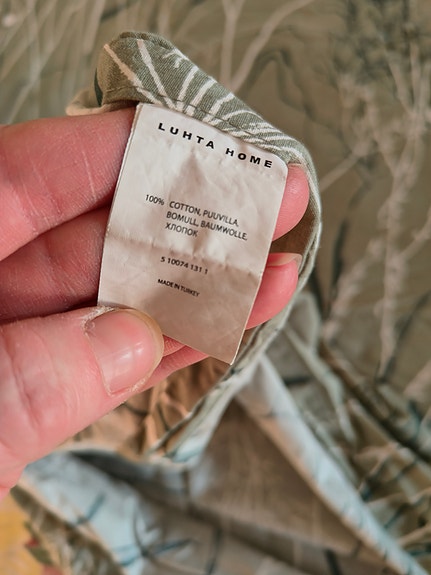 LUHTA HOME
100% COTTON, PUUVILLA,
BOMULL, BAUMWOLLE,
ХЛОПОК
5 10074 131 1
MADE IN TURKEY